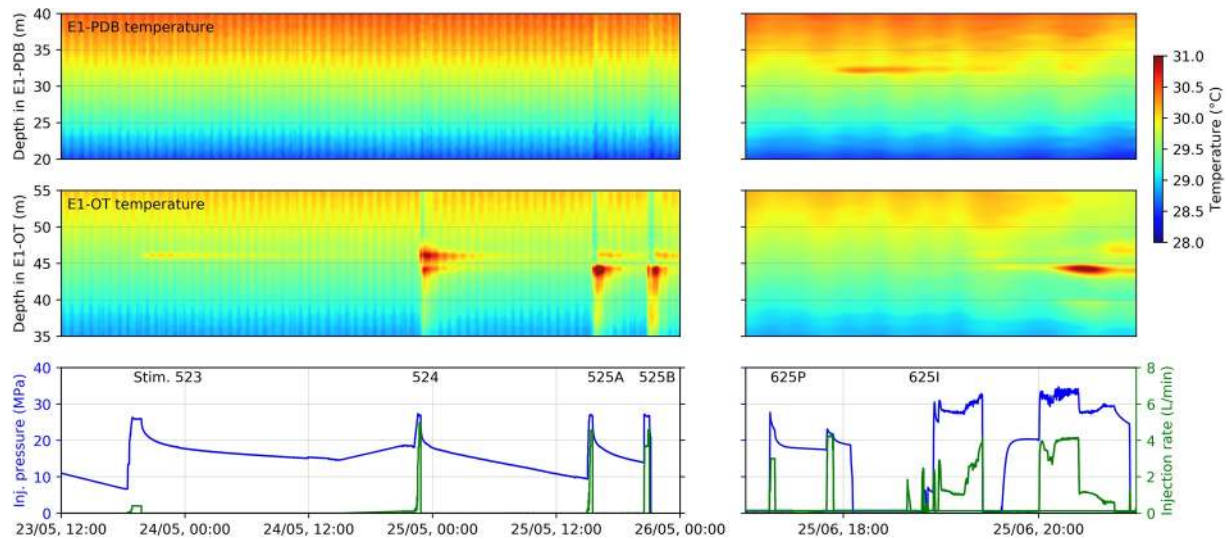 E1-PDB temperature
Depth in E1-PDB (m)
40
35
30
25
20
E1-OT temperature
Depth in E1-OT (m)
55
50
45
40
35
Temperature (°C)
31.0
30.5
30.0
29.5
29.0
28.5
28.0
Stim. 523
524
525A 525B
625P
625I
Inj. pressure (MPa)
40
30
20
10
0
Injection rate (L/min)
8
6
4
2
0
23/05, 12:00 24/05, 00:00 24/05, 12:00 25/05, 00:00 25/05, 12:00 26/05, 00:00
25/06, 18:00 25/06, 20:00